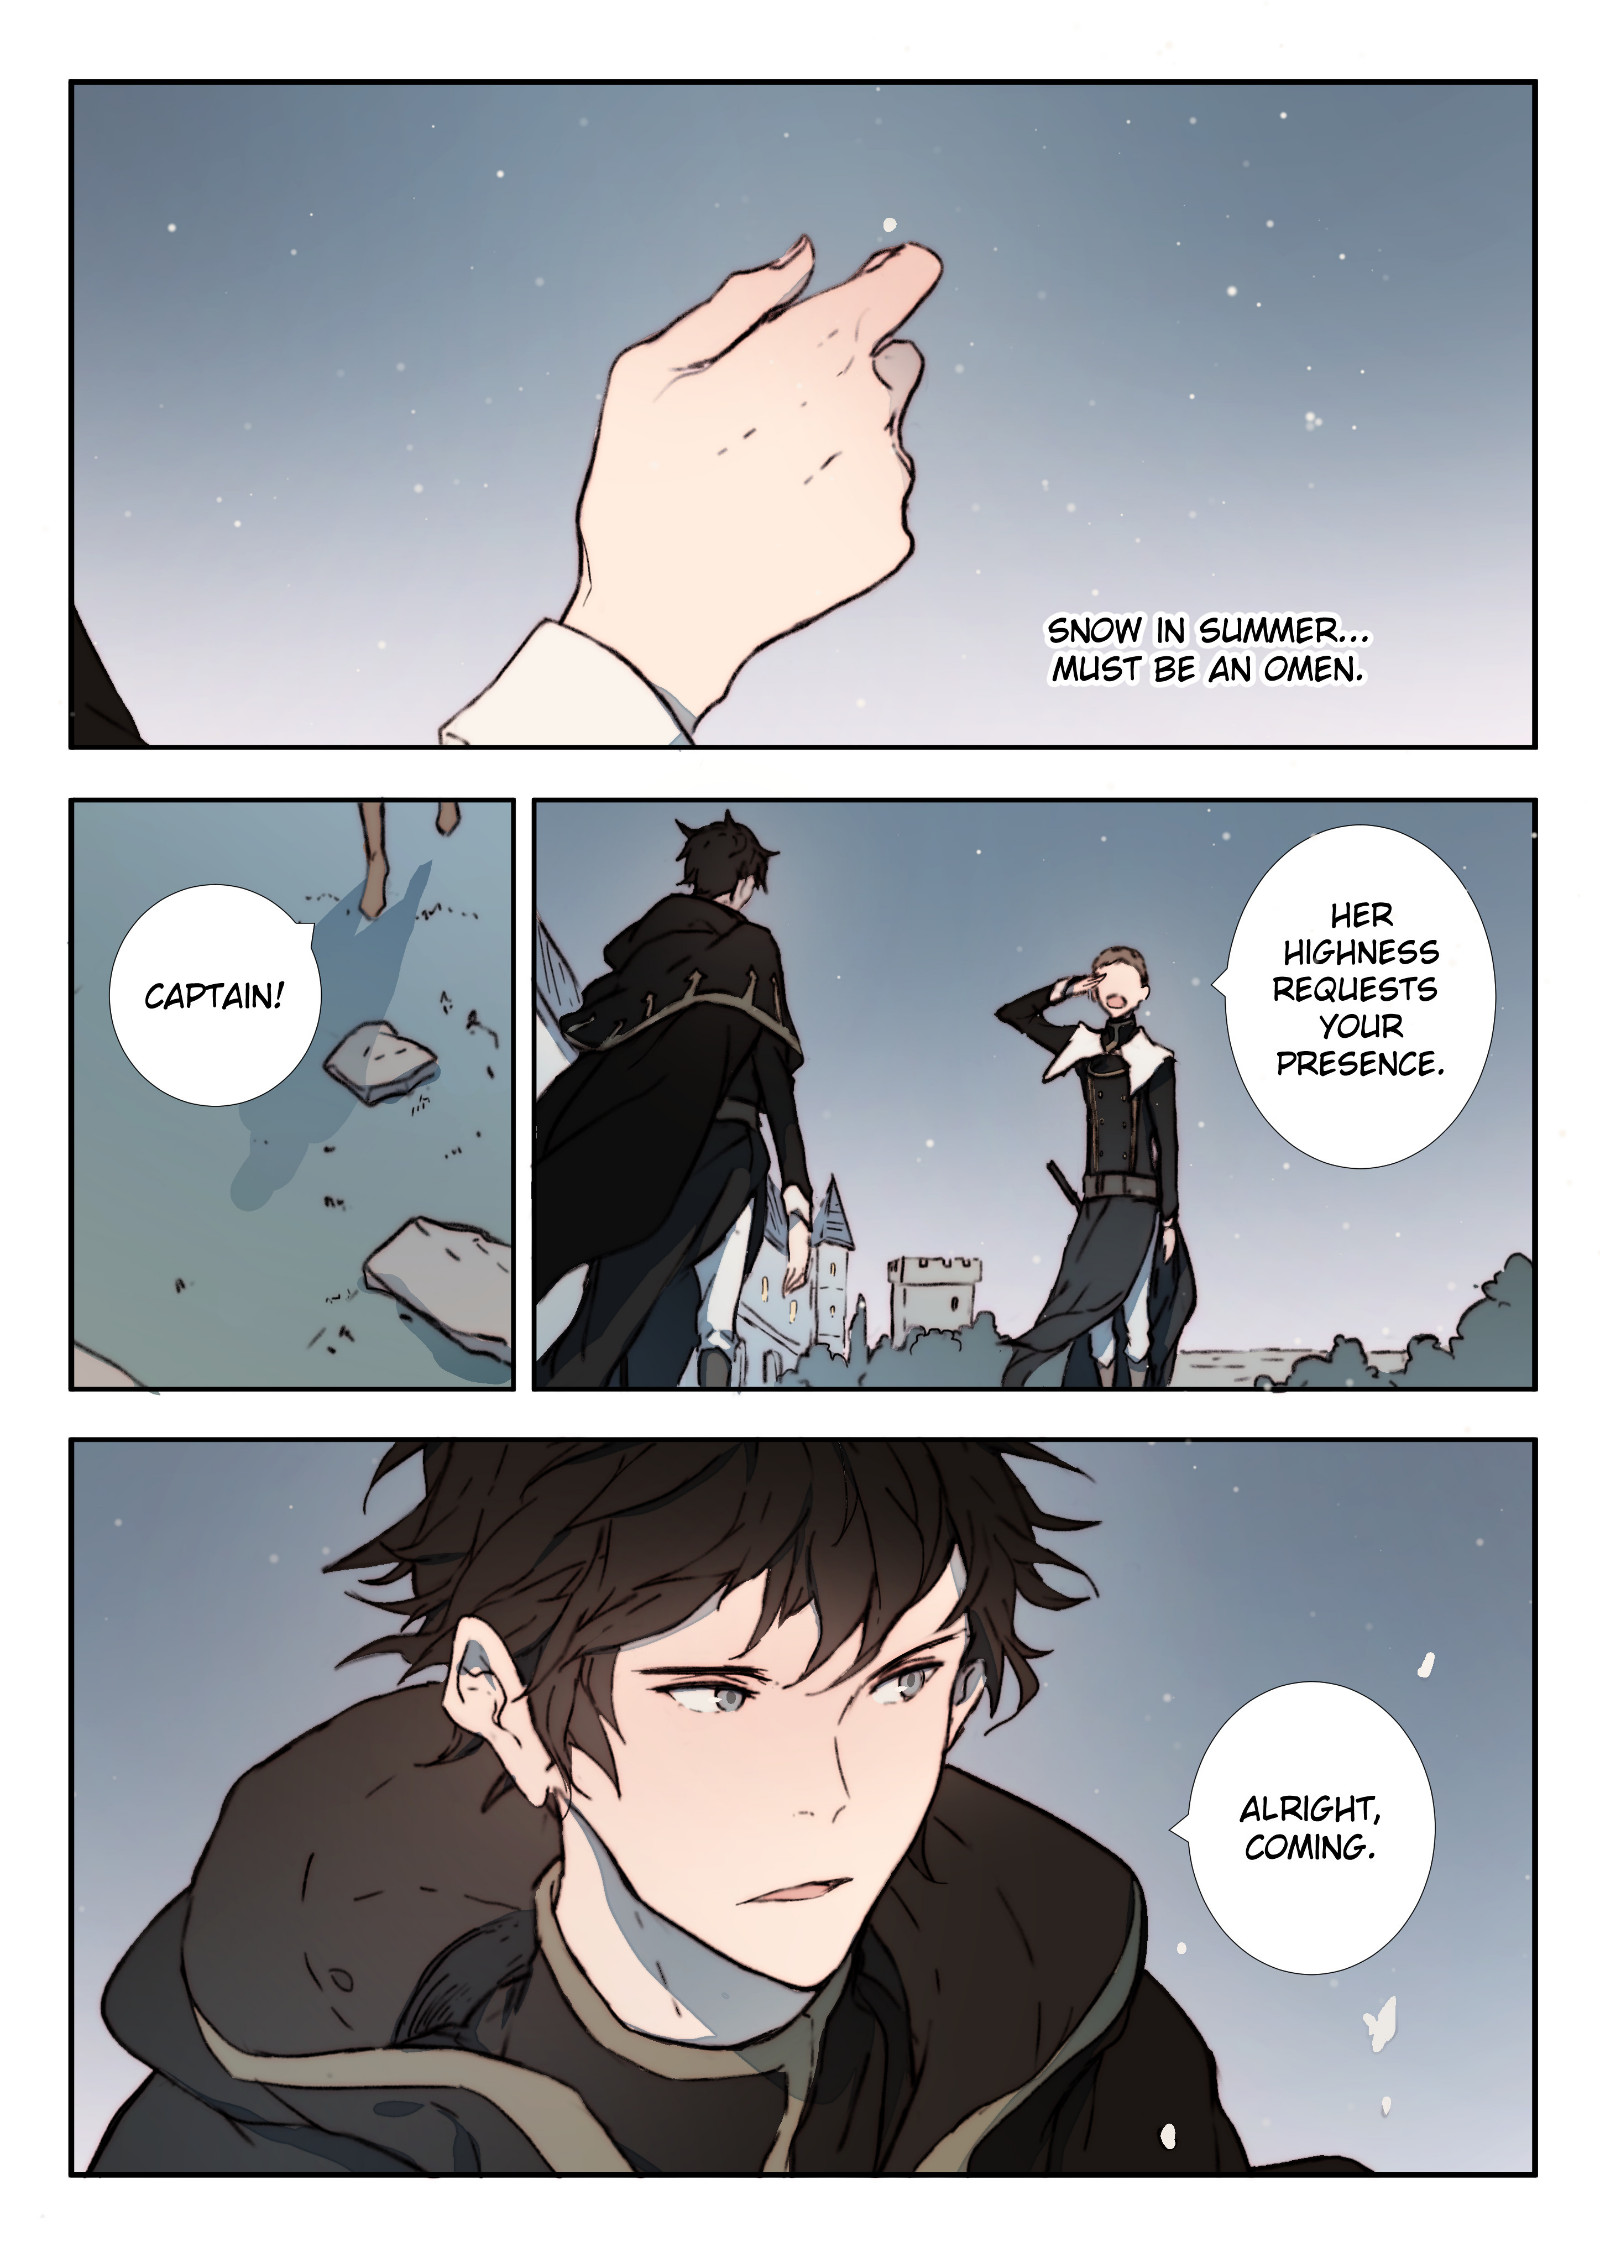 SNOW IN SUMMER...
MUST BE AN OMEN.
CAPTAIN!
HER
HIGHNESS
REQUESTS
YOUR
PRESENCE.
ALRIGHT,
COMING.